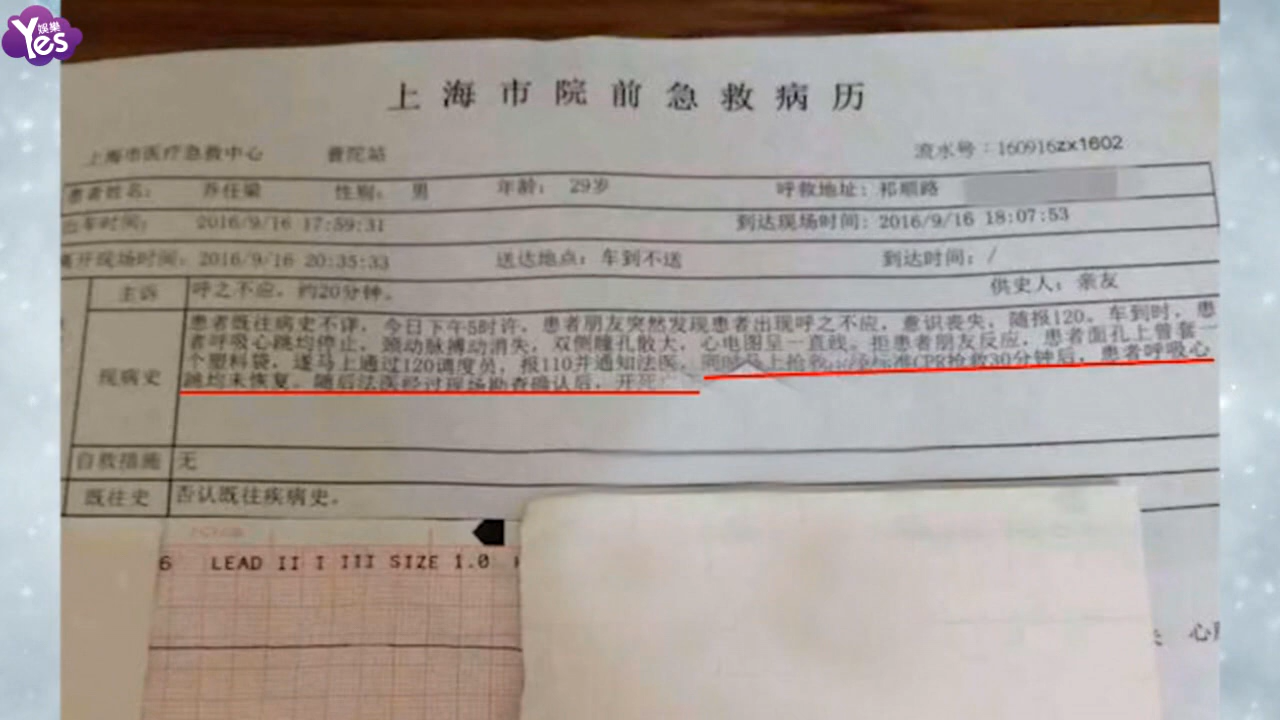 娱樂
Yes
上海市院前急救病历
上海市医疗急救中心 普陀站 流水号：160916zx1602
患者姓名： 乔任梁 性别： 男 年龄： 29岁 呼救地址：祁顺路
出车时间： 2016/9/16 17:59:31 到达现场时间：2016/9/16 18:07:53
离开现场时间：2016/9/16 20:35:33 送达地点：车到不送 到达时间：/
主诉 呼之不应，约20分钟。 供史人：亲友
患者既往病史不详，今日下午5时许，患者朋友突然发现患者出现呼之不应，意识丧失，随报120。车到时，患
者呼吸心跳均停止，颈动脉搏动消失，双侧瞳孔散大，心电图呈一直线。拒患者朋友反应，患者面孔上曾套一
现病史 个塑料袋，遂马上通过120调度员，报110并通知法医，同时马上抢救，标准CPR抢救30分钟后，患者呼吸心
跳均未恢复。随后法医经过现场勘查确认后，开死
自救措施 无
既往史 否认既往疾病史。
6 LEAD II I III SIZE 1.0